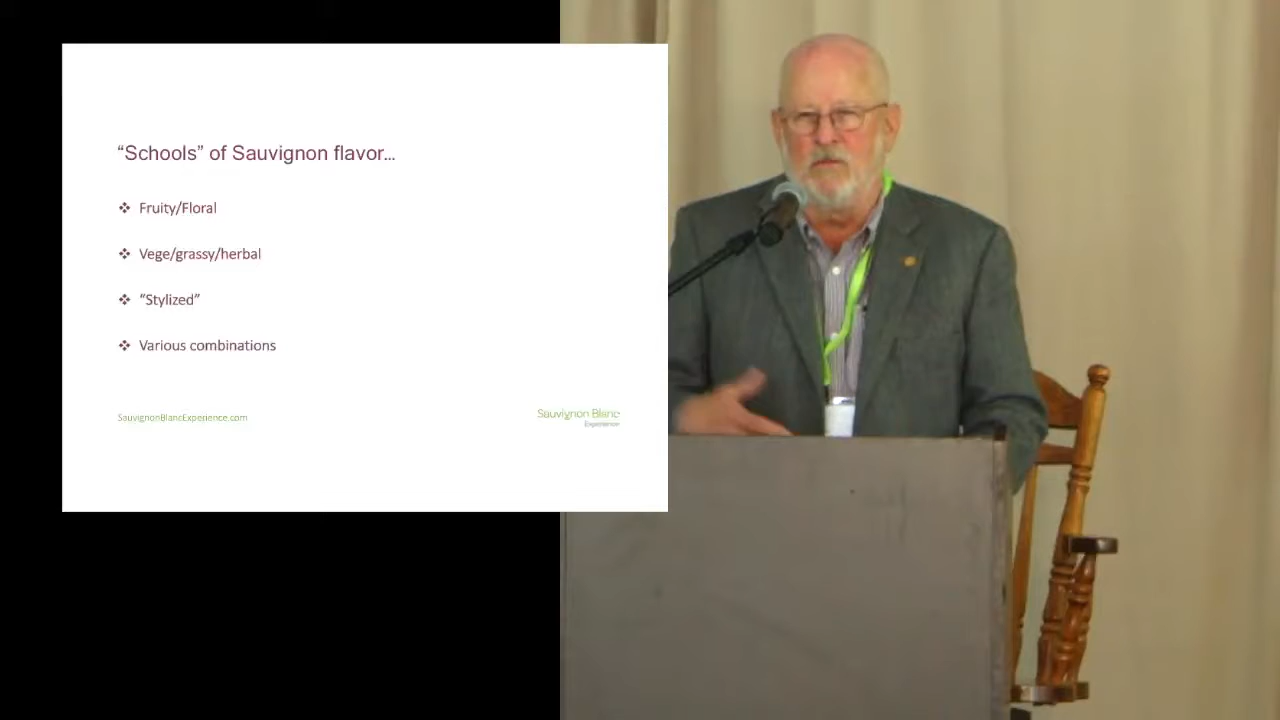 “Schools” of Sauvignon flavor...
❖ Fruity/Floral
❖ Vege/grassy/herbal
❖ “Stylized”
❖ Various combinations
SauvignonBlancExperience.com
Sauvignon Blanc
Experience